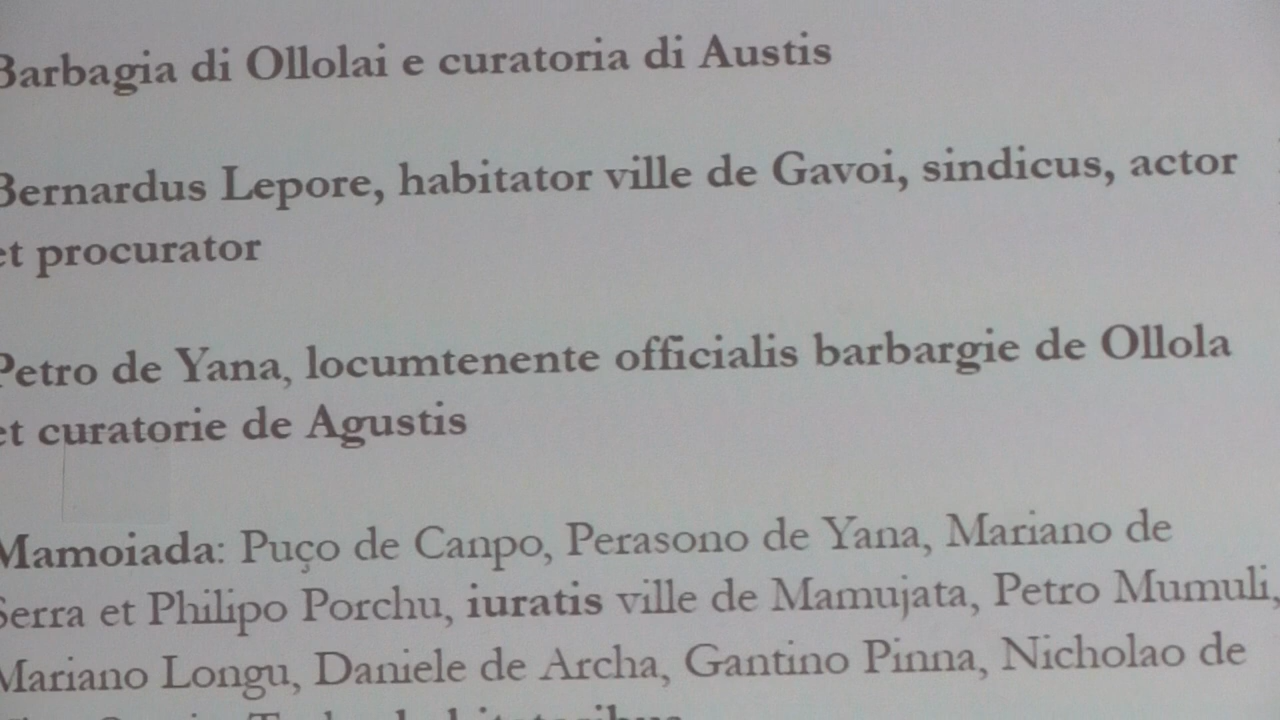 Barbagia di Ollolai e curatoria di Austis
Bernardus Lepore, habitator ville de Gavoi, sindicus, actor
et procurator
Petro de Yana, locumtenente officialis barbargie de Ollola
et curatorie de Agustis
Mamoiada: Puço de Canpo, Perasono de Yana, Mariano de
Serra et Philipo Porchu, iuratis ville de Mamujata, Petro Mumuli,
Mariano Longu, Daniele de Archa, Gantino Pinna, Nicholao de